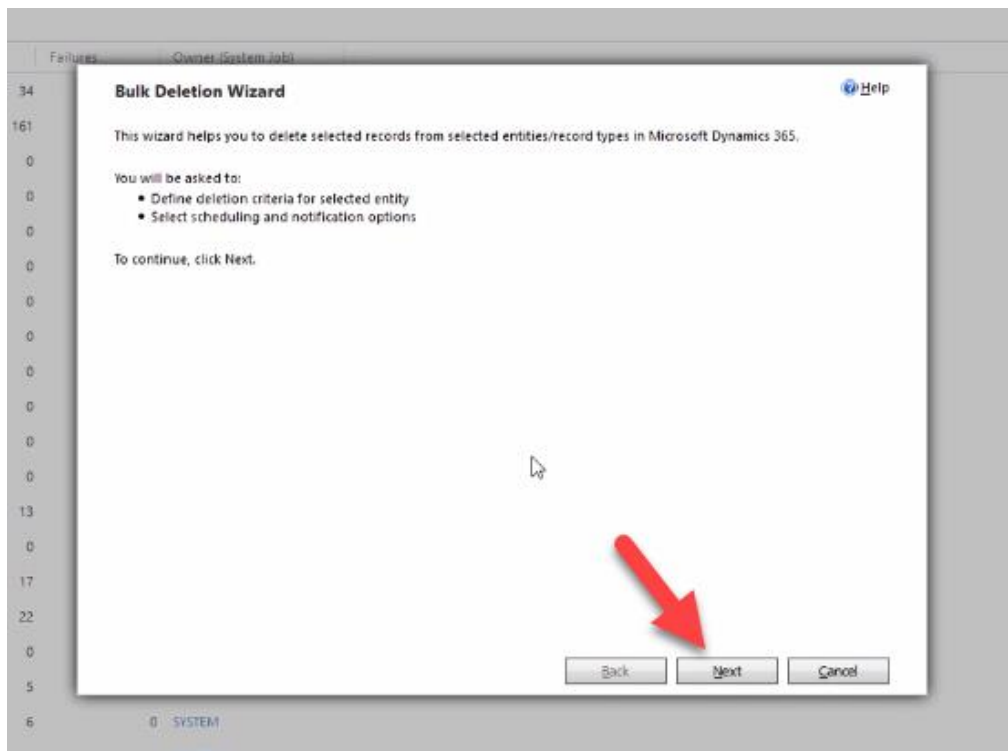 Failures Owner (System Job)
Bulk Deletion Wizard
Help
This wizard helps you to delete selected records from selected entities/record types in Microsoft Dynamics 365.
You will be asked to:
• Define deletion criteria for selected entity
• Select scheduling and notification options
To continue, click Next.
34
161
0
0
0
0
0
0
0
0
0
0
13
0
17
22
0
5
Back Next Cancel
6 0 SYSTEM